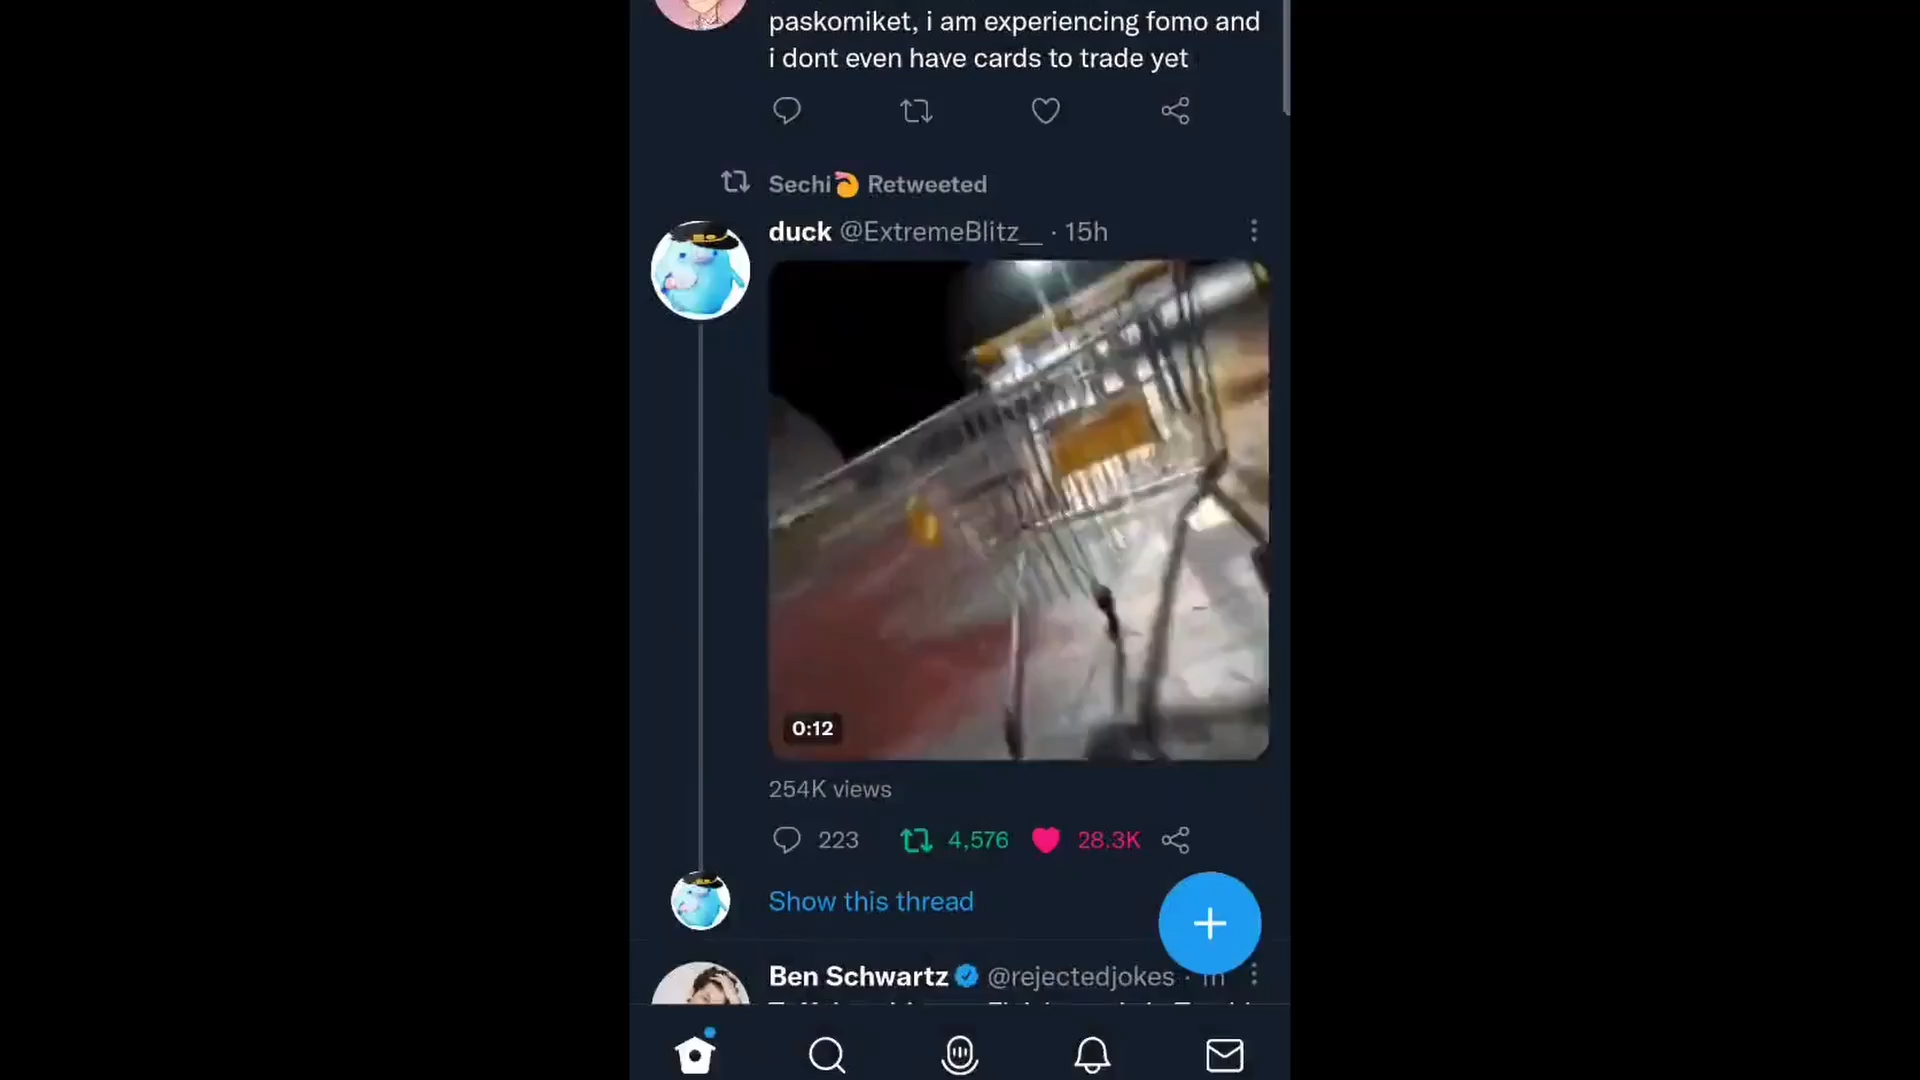 paskomiket, i am experiencing fomo and
i dont even have cards to trade yet
Sechi🦐 Retweeted
duck @ExtremeBlitz__ · 15h
0:12
254K views
223 4,576 28.3K
Show this thread
Ben Schwartz @rejectedjokes ·